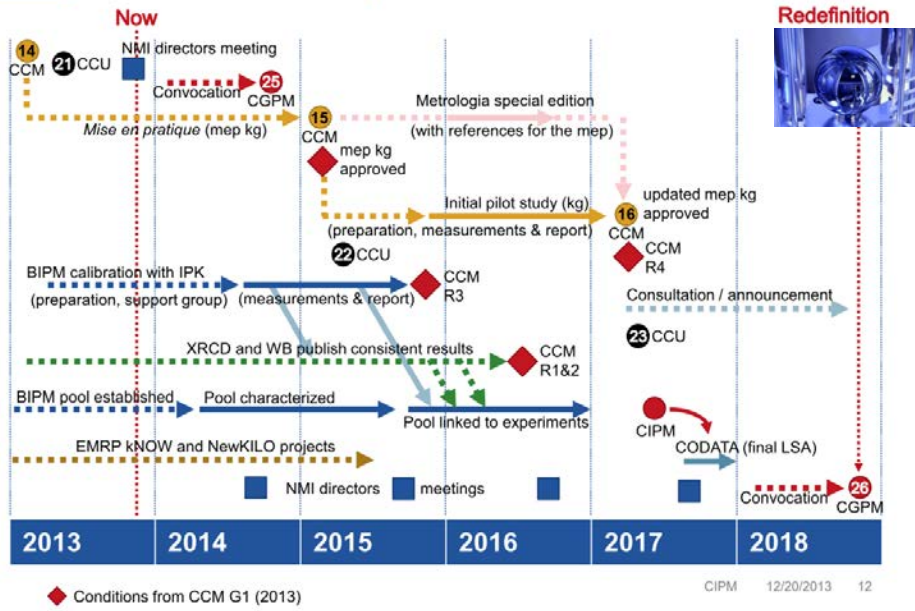 Now
Redefinition
14
CCM
21 CCU
NMI directors meeting
Convocation
25
CGPM
Mise en pratique (mep kg)
15
CCM
mep kg
approved
Metrologia special edition
(with references for the mep)
Initial pilot study (kg)
(preparation, measurements & report)
16
CCM
updated mep kg
approved
CCM
R4
22 CCU
BIPM calibration with IPK
(preparation, support group)
(measurements & report)
CCM
R3
Consultation / announcement
23 CCU
XRCD and WB publish consistent results
CCM
R1&2
BIPM pool established
Pool characterized
Pool linked to experiments
CIPM
CODATA (final LSA)
EMRP kNOW and NewKILO projects
NMI directors meetings
Convocation
26
CGPM
2013 2014 2015 2016 2017 2018
CIPM 12/20/2013 12
Conditions from CCM G1 (2013)